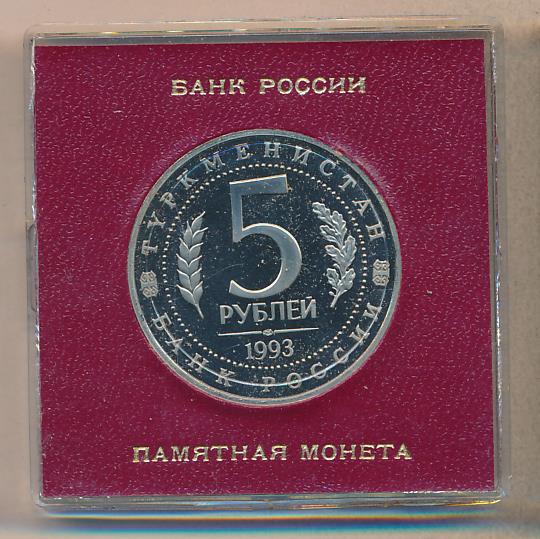 БАНК РОССИИ
ТУРКМЕНИСТАН
5
РУБЛЕЙ
1993
БАНК РОССИИ
ПАМЯТНАЯ МОНЕТА